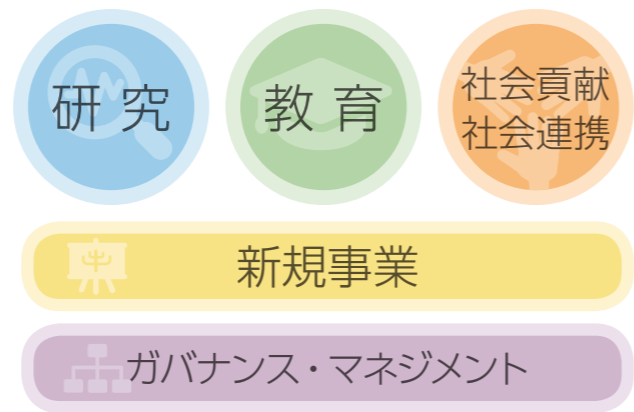 研究
教育
社会貢献
社会連携
新規事業
ガバナンス・マネジメント